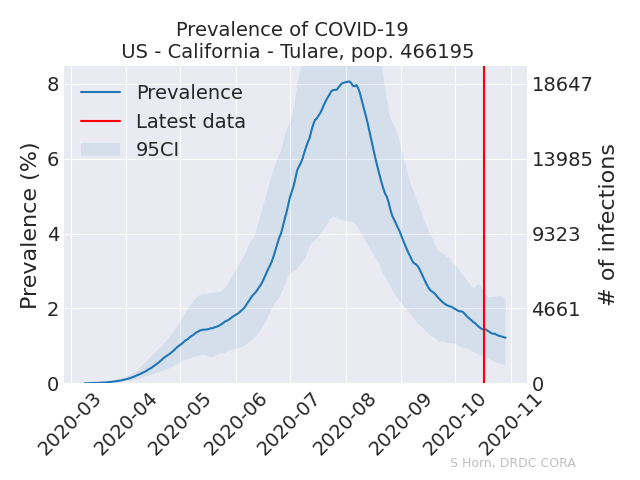 Prevalence of COVID-19
US - California - Tulare, pop. 466195
Prevalence
Latest data
95CI
Prevalence (%)
8
6
4
2
0
18647
13985
9323
4661
0
# of infections
2020-03
2020-04
2020-05
2020-06
2020-07
2020-08
2020-09
2020-10
2020-11
S Horn, DRDC CORA